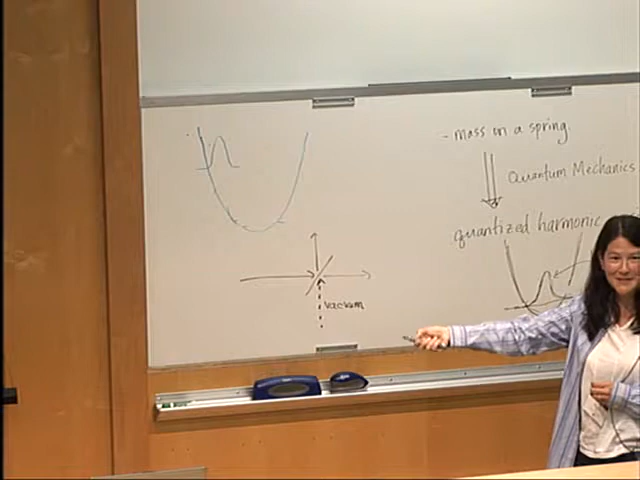 - mass on a spring.
Quantum Mechanics
quantized harmonic
vacuum